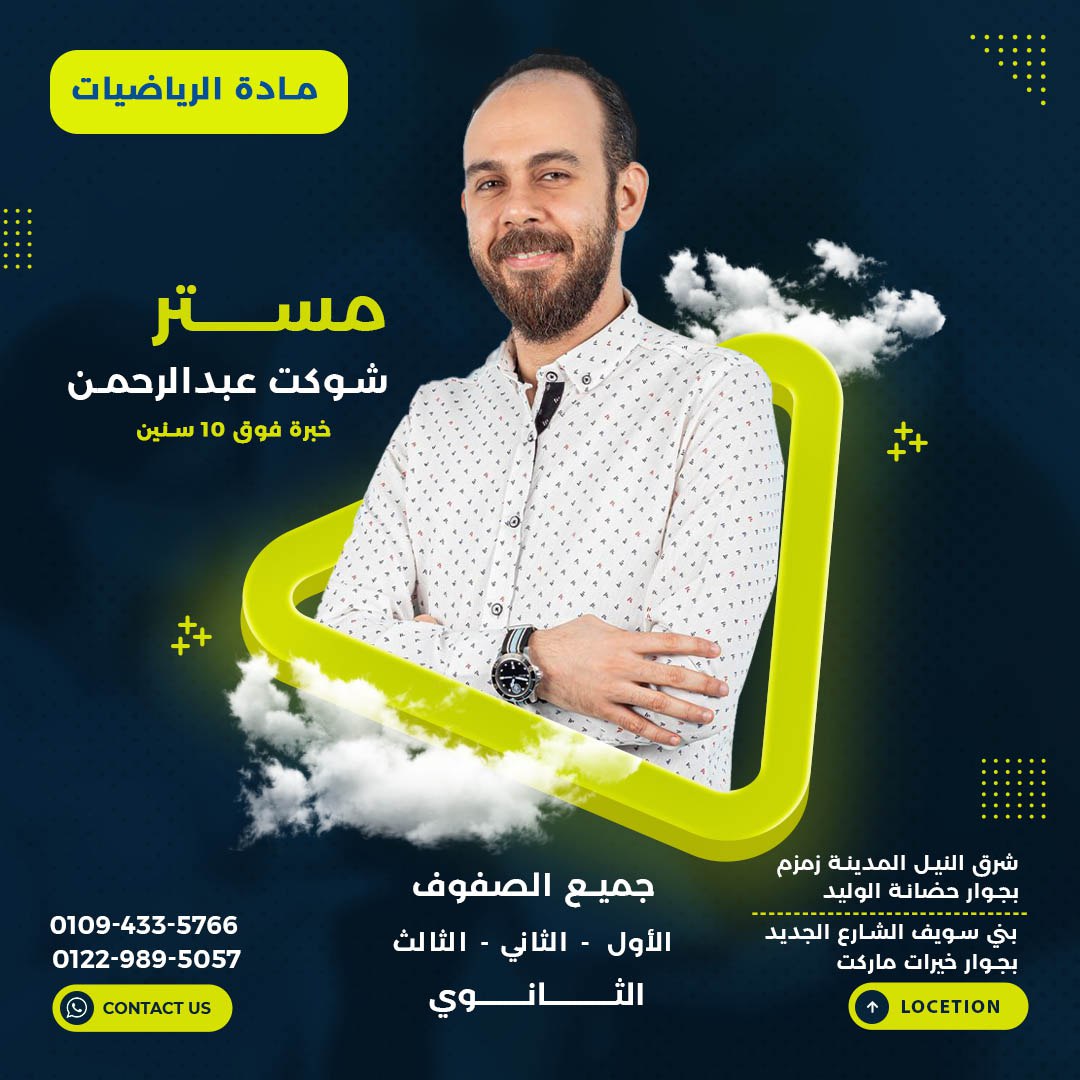 مادة الرياضيات
مستر
شوكت عبدالرحمن
خبرة فوق 10 سنين
جميع الصفوف
الأول - الثاني - الثالث
الثانوي
شرق النيل المدينة زمزم
بجوار حضانة الوليد
بني سويف الشارع الجديد
بجوار خيرات ماركت
LOCETION
0109-433-5766
0122-989-5057
CONTACT US